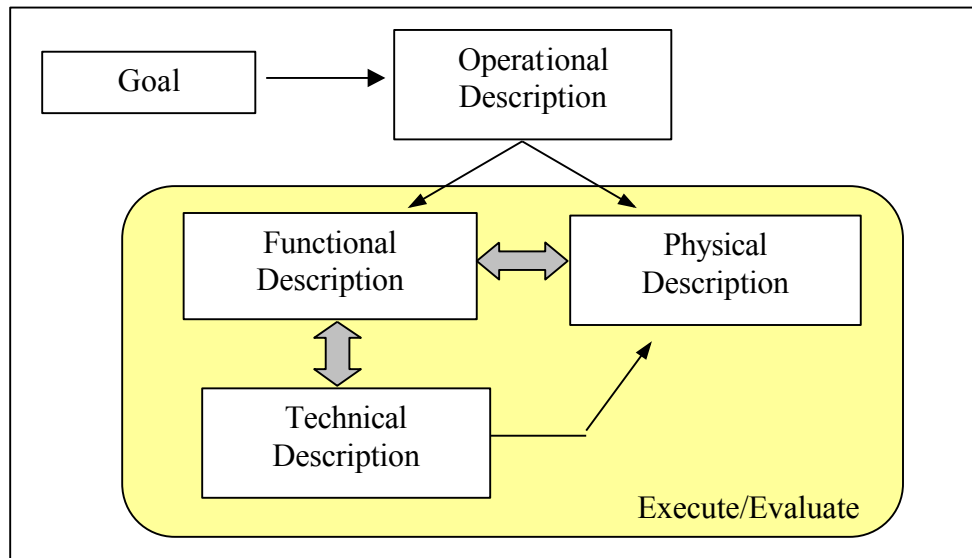 Goal
Operational
Description
Functional
Description
Physical
Description
Technical
Description
Execute/Evaluate